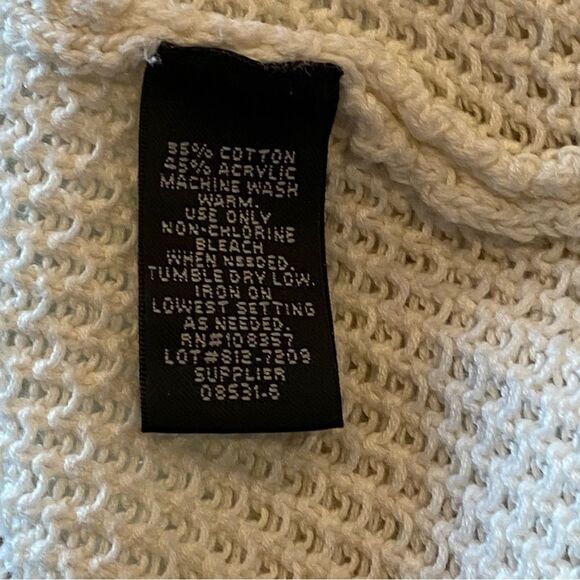 55% COTTON
45% ACRYLIC
MACHINE WASH
WARM.
USE ONLY
NON-CHLORINE
BLEACH
WHEN NEEDED.
TUMBLE DRY LOW.
IRON ON
LOWEST SETTING
AS NEEDED.
RN#108357
LOT#612-7209
SUPPLIER
08531-6